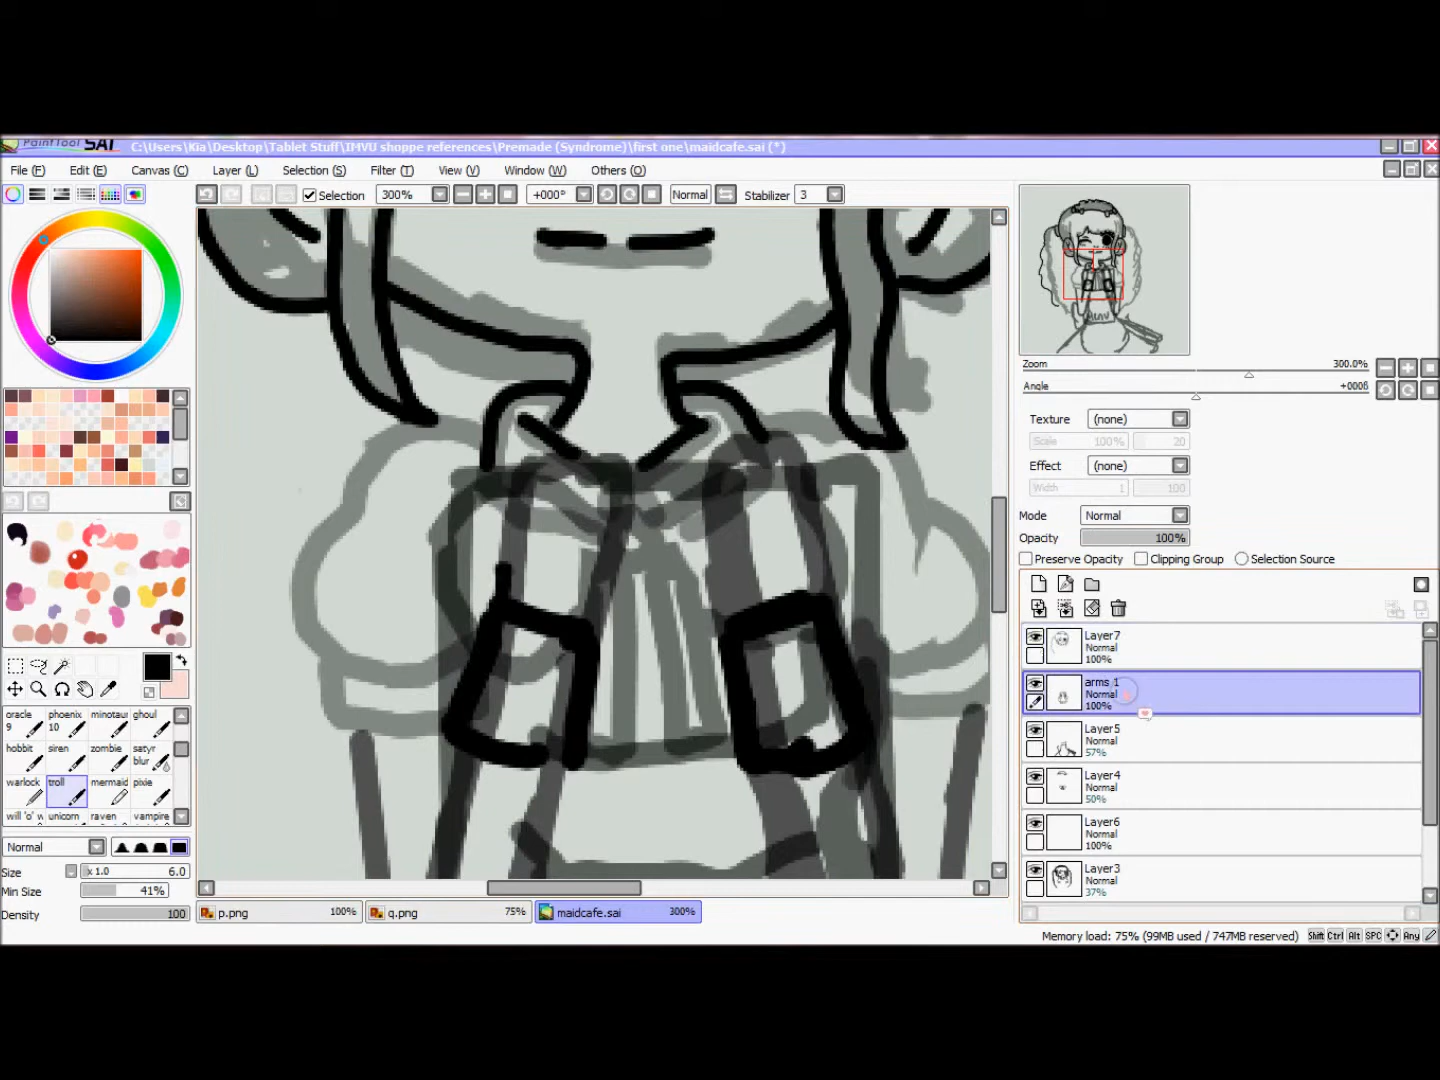 PaintTool SAI C:\Users\Kia\Desktop\Tablet Stuff\IMVU shoppe references\Premade (Syndrome)\first one\maidcafe.sai (*)
File (F) Edit (E) Canvas (C) Layer (L) Selection (S) Filter (T) View (V) Window (W) Others (O)
Selection 300% +000° Normal Stabilizer 3
Zoom 300.0%
Angle +000ß
Texture (none)
Scale 100% 20
Effect (none)
Width 1 100
Mode Normal
Opacity 100%
Preserve Opacity Clipping Group Selection Source
Layer7
Normal
100%
arms 1
Normal
100%
Layer5
Normal
57%
Layer4
Normal
50%
Layer6
Normal
100%
Layer3
Normal
37%
oracle phoenix minotau ghoul
9 10
hobbit siren zombie satyr
blur
warlock troll mermaid pixie
will 'o' w unicorn raven vampire
Normal
Size x 1.0 6.0
Min Size 41%
Density 100
p.png 100% q.png 75% maidcafe.sai 300%
Memory load: 75% (99MB used / 747MB reserved) Shift Ctrl Alt SPC Any